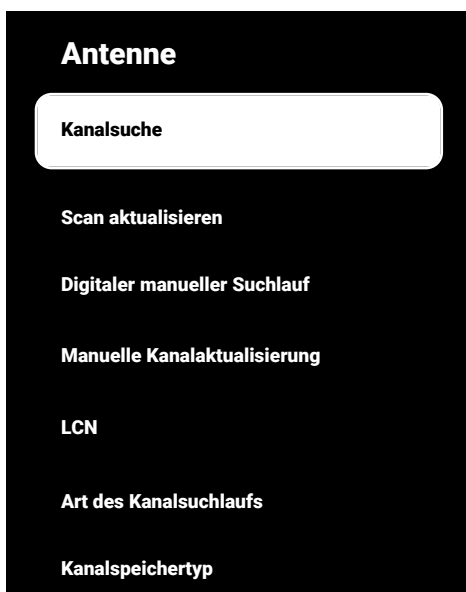 Antenne
Kanalsuche
Scan aktualisieren
Digitaler manueller Suchlauf
Manuelle Kanalaktualisierung
LCN
Art des Kanalsuchlaufs
Kanalspeichertyp